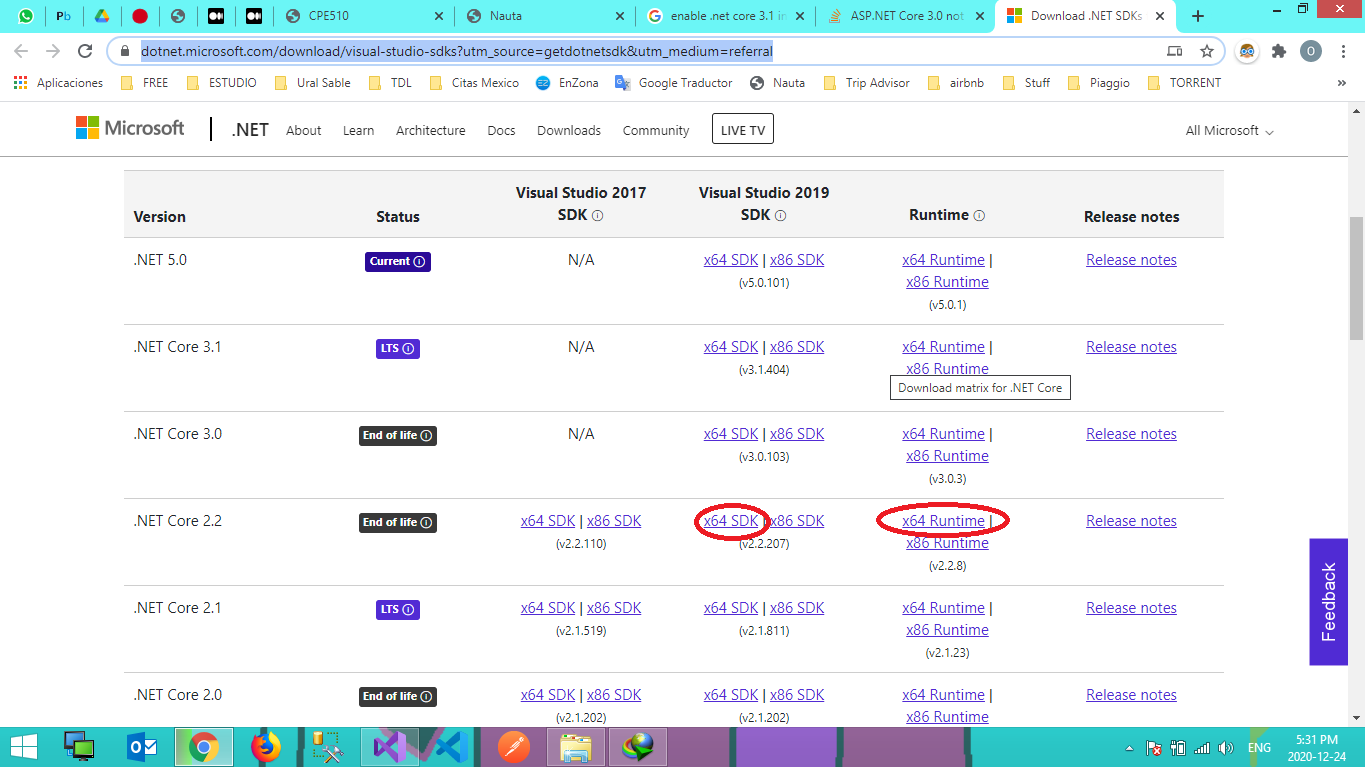 Pb
CPE510
Nauta
enable .net core 3.1 in
ASP.NET Core 3.0 not
Download .NET SDKs
dotnet.microsoft.com/download/visual-studio-sdks?utm_source=getdotnetsdk&utm_medium=referral
O
Aplicaciones
FREE
ESTUDIO
Ural Sable
TDL
Citas Mexico
EnZona
Google Traductor
Nauta
Trip Advisor
airbnb
Stuff
Piaggio
TORRENT
»
Microsoft
.NET
About
Learn
Architecture
Docs
Downloads
Community
LIVE TV
All Microsoft
Version
Status
Visual Studio 2017
SDK
Visual Studio 2019
SDK
Runtime
Release notes
.NET 5.0
Current
N/A
x64 SDK | x86 SDK
(v5.0.101)
x64 Runtime |
x86 Runtime
(v5.0.1)
Release notes
.NET Core 3.1
LTS
N/A
x64 SDK | x86 SDK
(v3.1.404)
x64 Runtime |
x86 Runtime
Download matrix for .NET Core
Release notes
.NET Core 3.0
End of life
N/A
x64 SDK | x86 SDK
(v3.0.103)
x64 Runtime |
x86 Runtime
(v3.0.3)
Release notes
.NET Core 2.2
End of life
x64 SDK | x86 SDK
(v2.2.110)
x64 SDK | x86 SDK
(v2.2.207)
x64 Runtime |
x86 Runtime
(v2.2.8)
Release notes
.NET Core 2.1
LTS
x64 SDK | x86 SDK
(v2.1.519)
x64 SDK | x86 SDK
(v2.1.811)
x64 Runtime |
x86 Runtime
(v2.1.23)
Release notes
.NET Core 2.0
End of life
x64 SDK | x86 SDK
(v2.1.202)
x64 SDK | x86 SDK
(v2.1.202)
x64 Runtime |
x86 Runtime
Release notes
Feedback
ENG
5:31 PM
2020-12-24